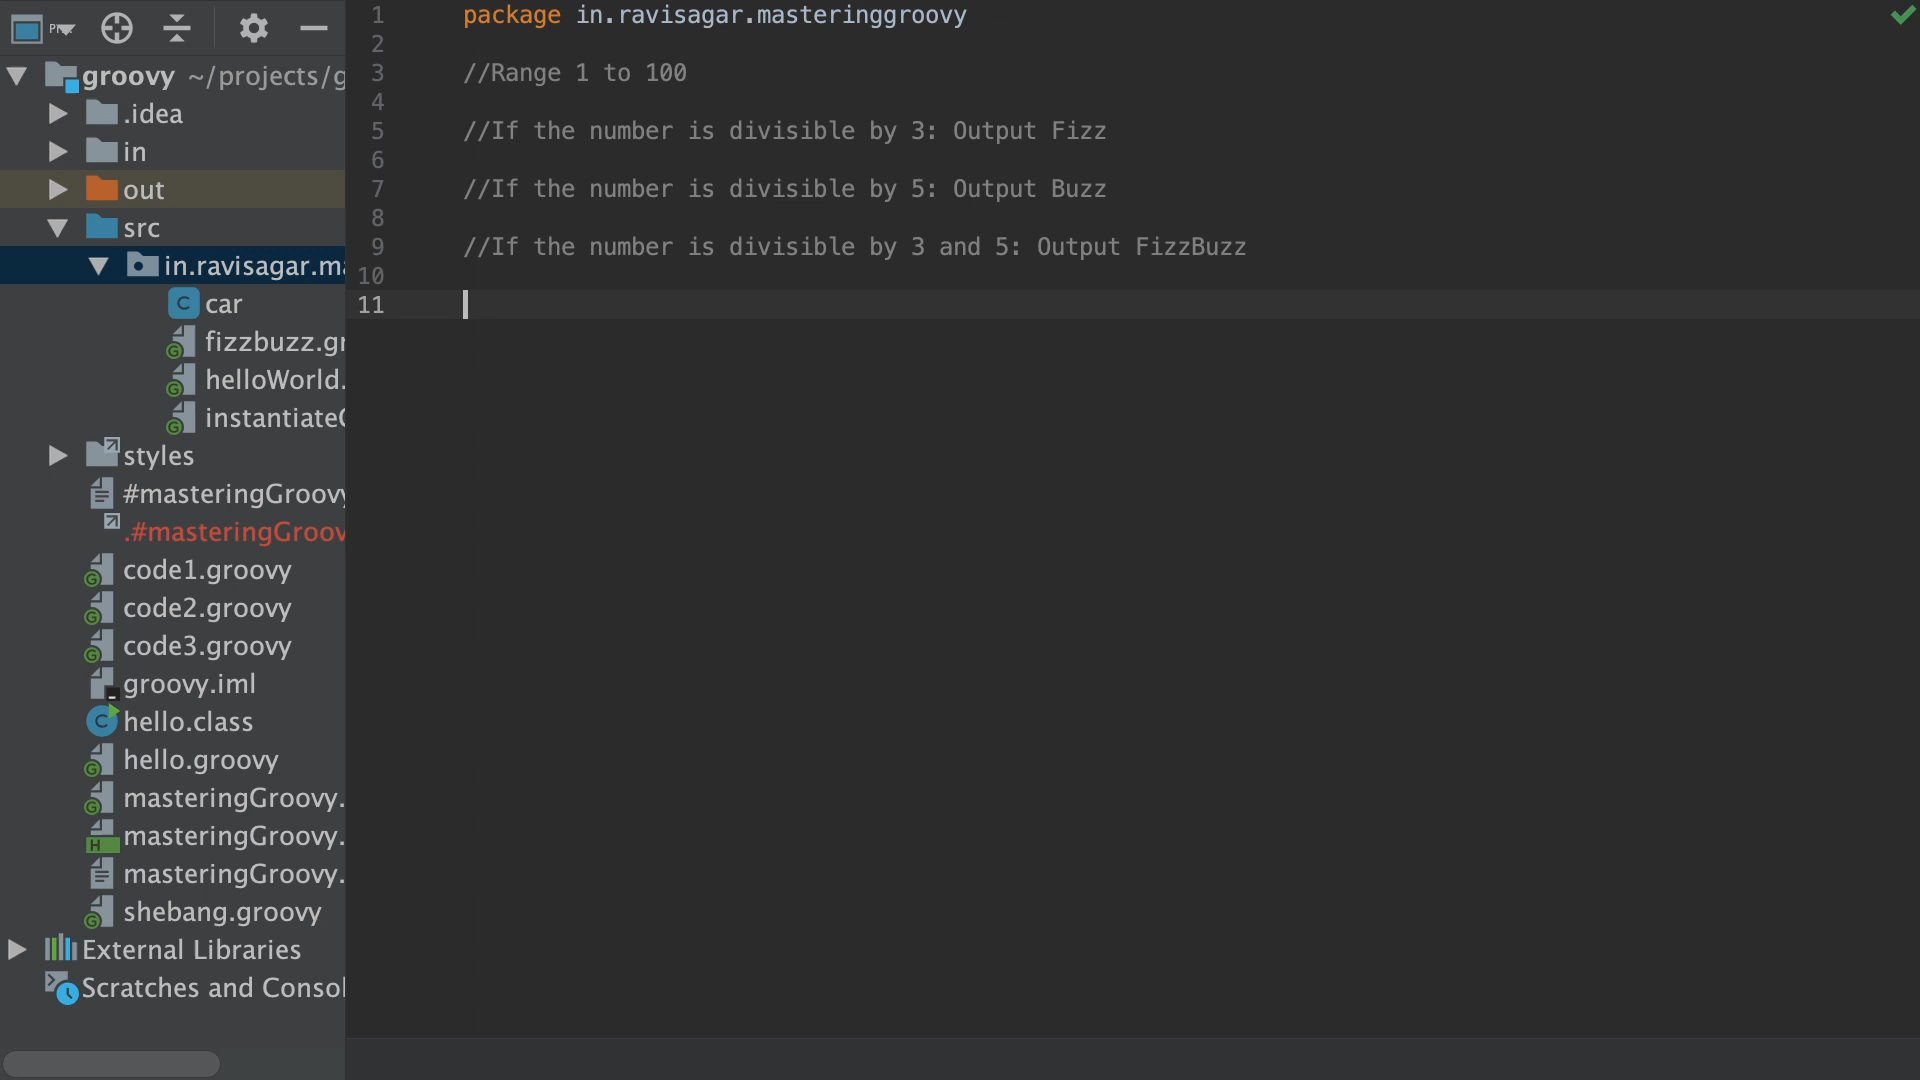 groovy ~/projects/g
.idea
in
out
src
in.ravisagar.ma
car
fizzbuzz.gr
helloWorld.
instantiateC
styles
#masteringGroovy
.#masteringGroov
code1.groovy
code2.groovy
code3.groovy
groovy.iml
hello.class
hello.groovy
masteringGroovy.
masteringGroovy.
masteringGroovy.
shebang.groovy
External Libraries
Scratches and Consol
1 package in.ravisagar.masteringgroovy
2
3 //Range 1 to 100
4
5 //If the number is divisible by 3: Output Fizz
6
7 //If the number is divisible by 5: Output Buzz
8
9 //If the number is divisible by 3 and 5: Output FizzBuzz
10
11